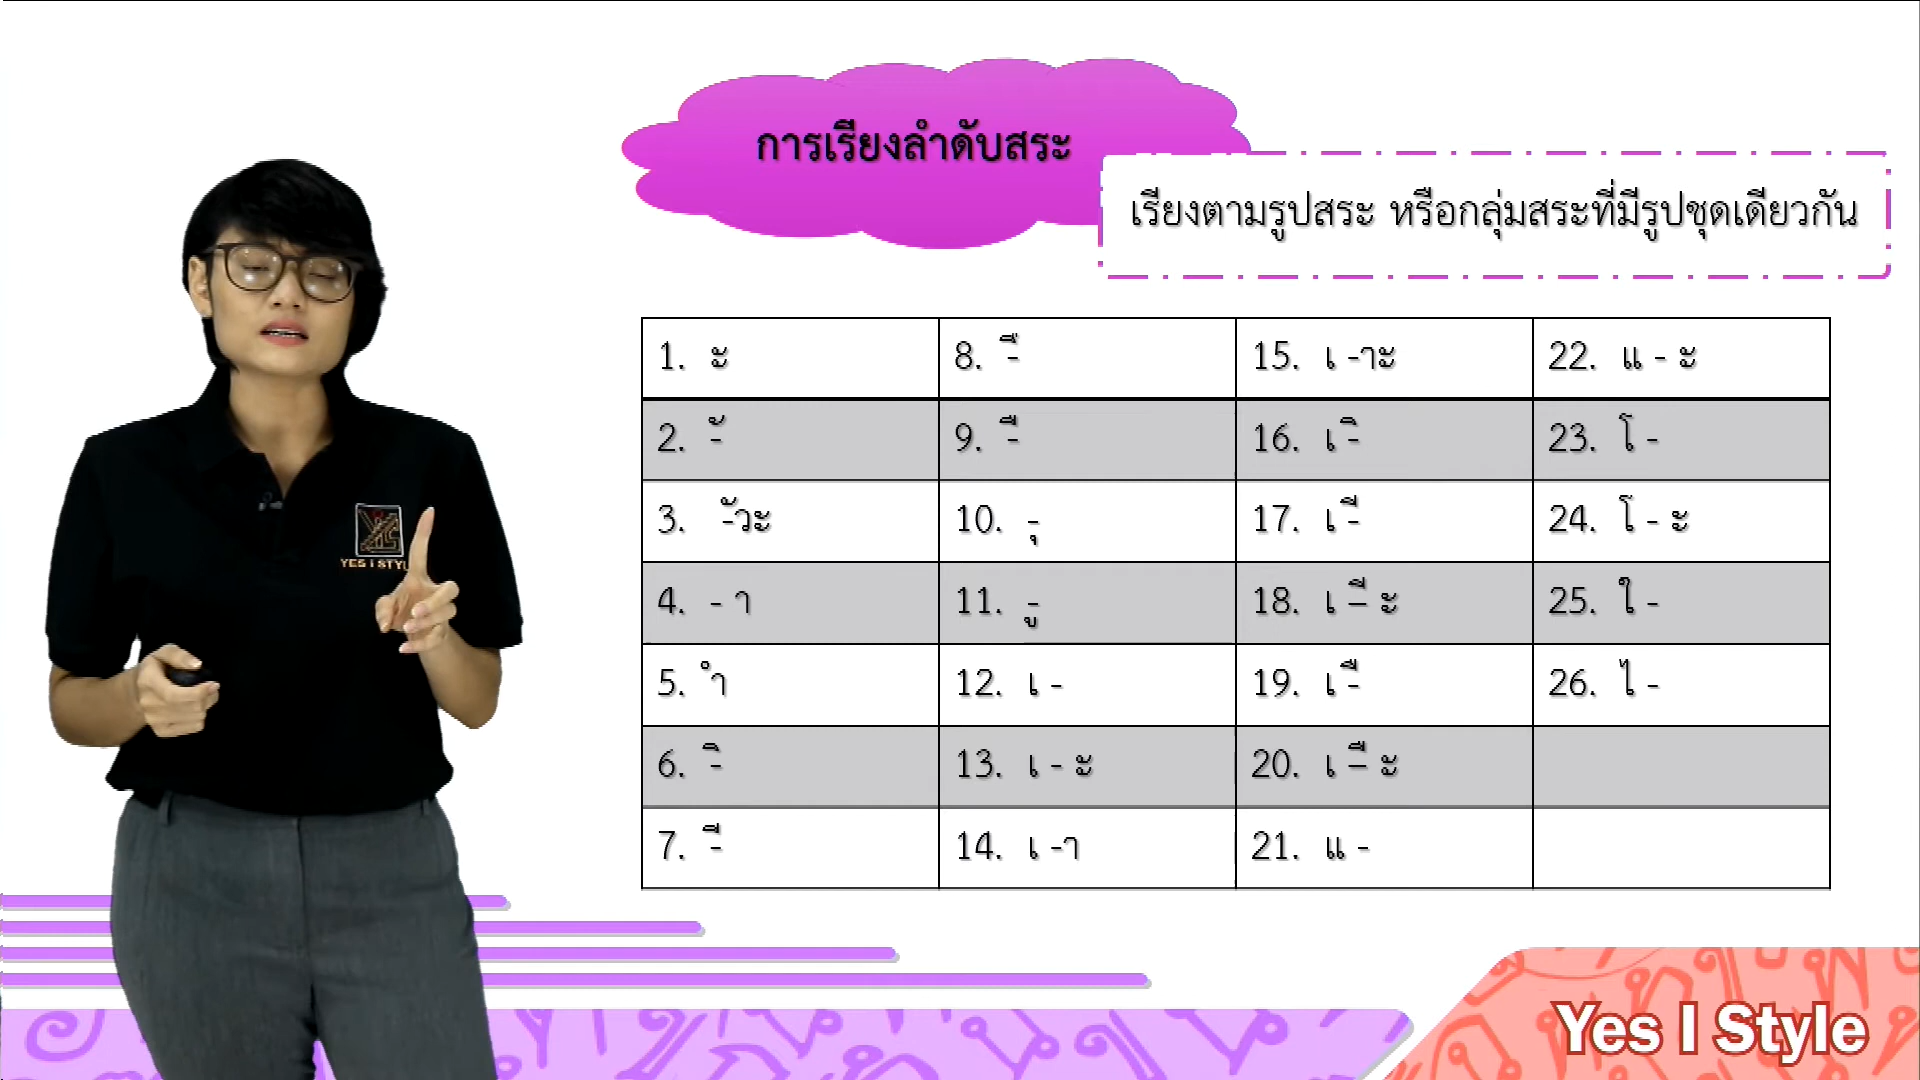 การเรียงลำดับสระ
เรียงตามรูปสระ หรือกลุ่มสระที่มีรูปชุดเดียวกัน
1. ะ 8. -ึ 15. เ -าะ 22. แ - ะ
2. -ั 9. -ื 16. เ -ิ 23. โ -
3. -ัวะ 10. -ุ 17. เ -ี 24. โ - ะ
4. - า 11. -ู 18. เ -ี ะ 25. ใ -
5. ำ 12. เ - 19. เ -ื 26. ไ -
6. -ิ 13. เ - ะ 20. เ -ื ะ
7. -ี 14. เ -า 21. แ -
YES I STYL
Yes I Style